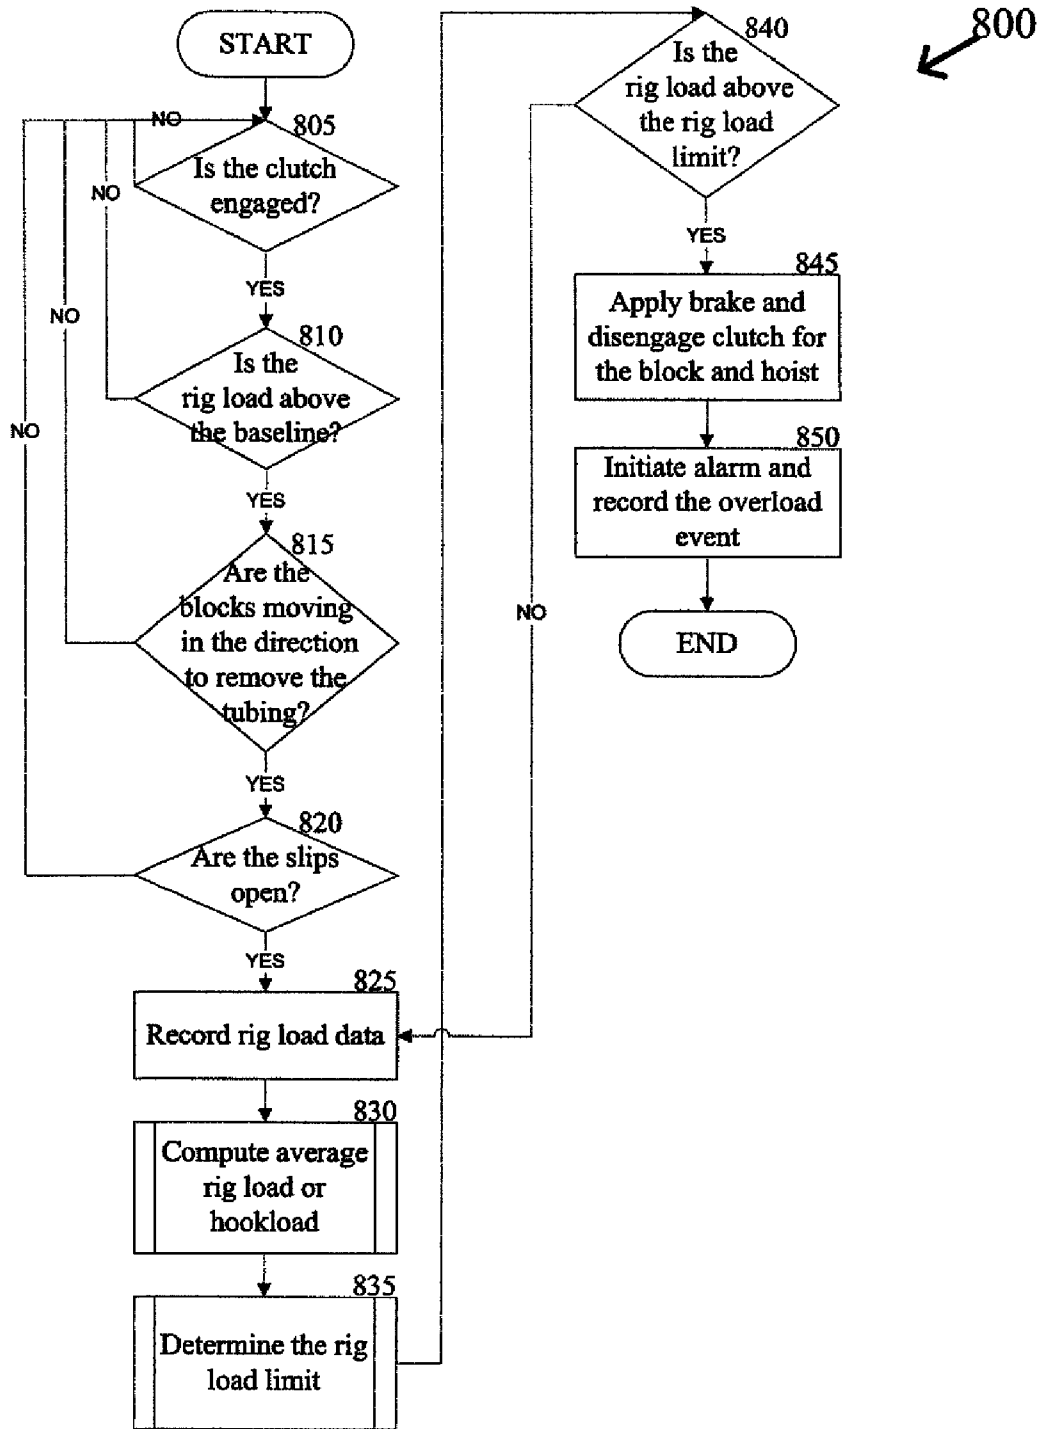 START
NO
805
Is the clutch
engaged?
NO
YES
810
Is the
rig load above
the baseline?
NO
YES
815
Are the
blocks moving
in the direction
to remove the
tubing?
NO
YES
820
Are the slips
open?
YES
825
Record rig load data
830
Compute average
rig load or
hookload
835
Determine the rig
load limit
800
840
Is the
rig load above
the rig load
limit?
YES
845
Apply brake and
disengage clutch for
the block and hoist
850
Initiate alarm and
record the overload
event
NO
END